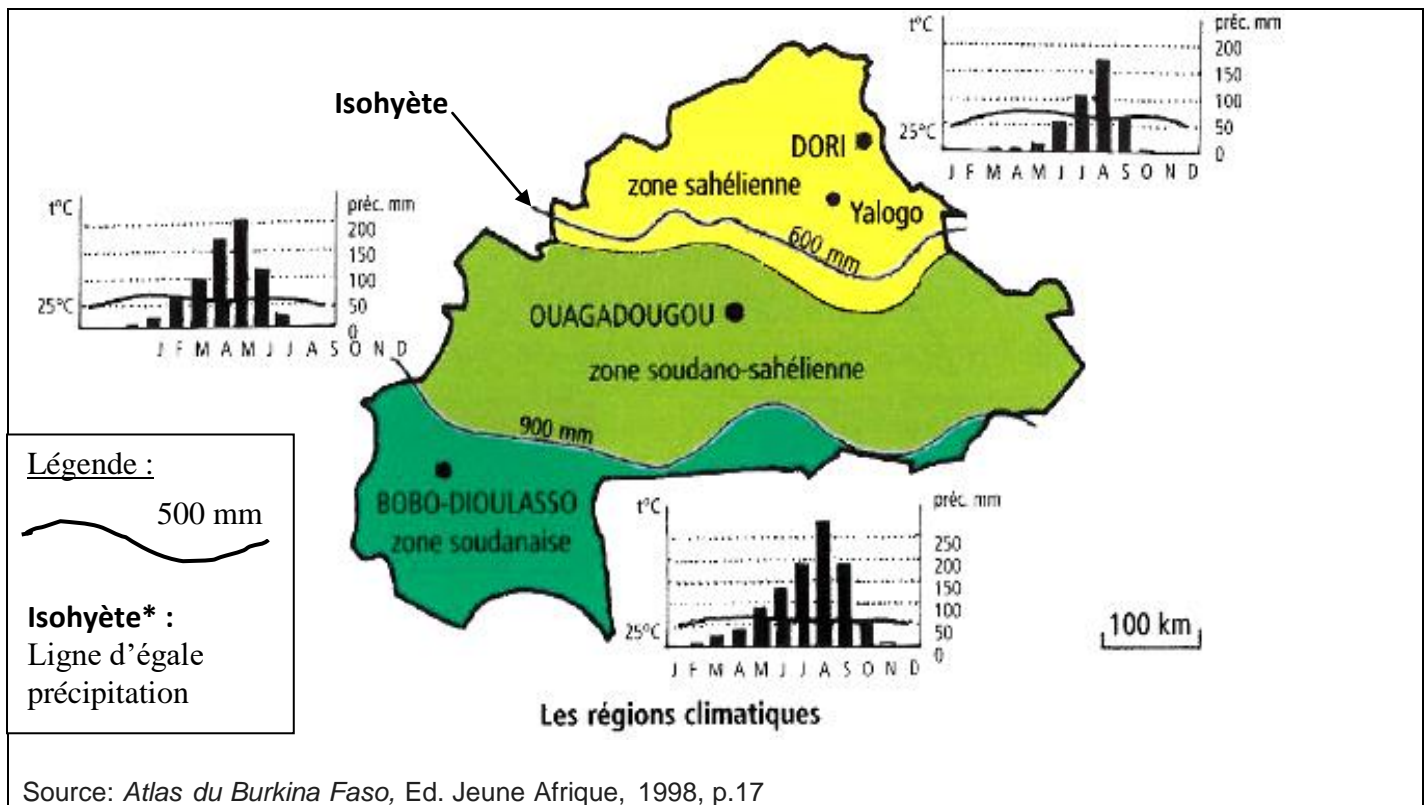 Isohyète
t°C
préc. mm
200
150
100
50
0
25°C
J F M A M J J A S O N D
DORI
zone sahélienne
Yalogo
600 mm
t°C
préc. mm
200
150
100
50
0
25°C
J F M A M J J A S O N D
OUAGADOUGOU
zone soudano-sahélienne
900 mm
BOBO-DIOULASSO
zone soudanaise
t°C
préc. mm
250
200
150
100
50
0
25°C
J F M A M J J A S O N D
100 km
Légende :
500 mm
Isohyète* :
Ligne d'égale
précipitation
Les régions climatiques
Source: Atlas du Burkina Faso, Ed. Jeune Afrique, 1998, p.17